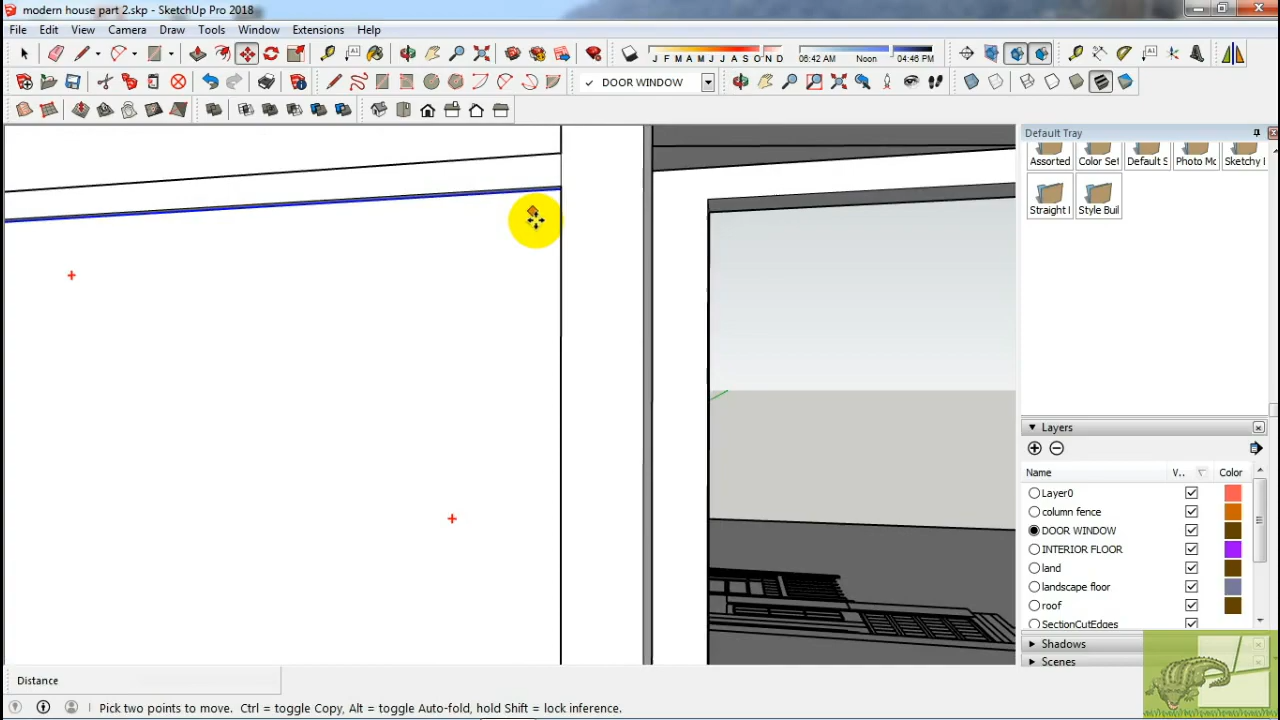 modern house part 2.skp - SketchUp Pro 2018
File Edit View Camera Draw Tools Window Extensions Help
J F M A M J J A S O N D
06:42 AM Noon 04:46 PM
DOOR WINDOW
Default Tray
Assorted Color Set Default S Photo Mo Sketchy I
Straight I Style Buil
Layers
Name V.. Color
Layer0
column fence
DOOR WINDOW
INTERIOR FLOOR
land
landscape floor
roof
SectionCutEdges
Shadows
Scenes
Distance
Pick two points to move. Ctrl = toggle Copy, Alt = toggle Auto-fold, hold Shift = lock inference.